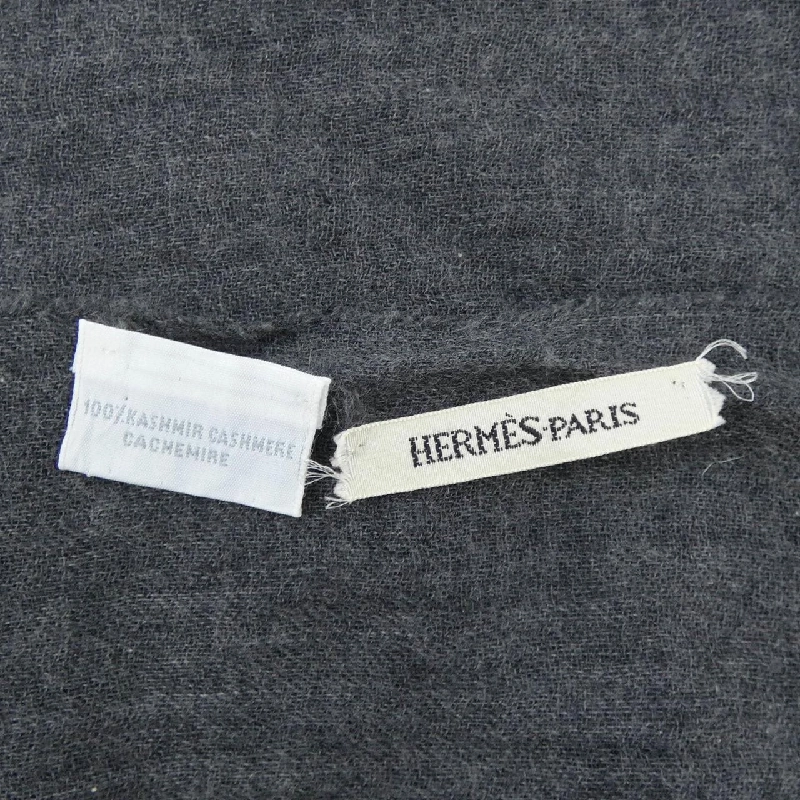 100% KASHMIR CASHMERE
CACHEMIRE
HERMÈS-PARIS